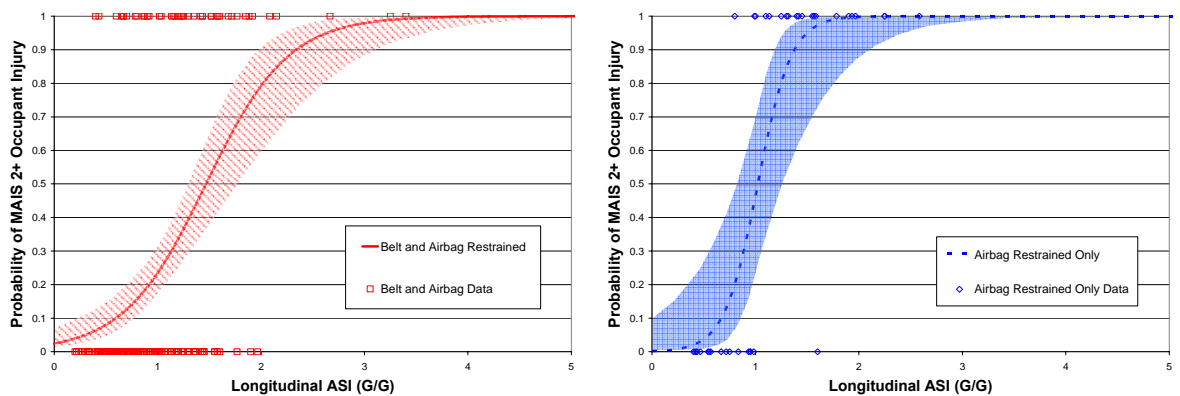 Probability of MAIS 2+ Occupant Injury
1
0.9
0.8
0.7
0.6
0.5
0.4
0.3
0.2
0.1
0
0 1 2 3 4 5
Longitudinal ASI (G/G)
Belt and Airbag Restrained
Belt and Airbag Data
Probability of MAIS 2+ Occupant Injury
1
0.9
0.8
0.7
0.6
0.5
0.4
0.3
0.2
0.1
0
0 1 2 3 4 5
Longitudinal ASI (G/G)
Airbag Restrained Only
Airbag Restrained Only Data